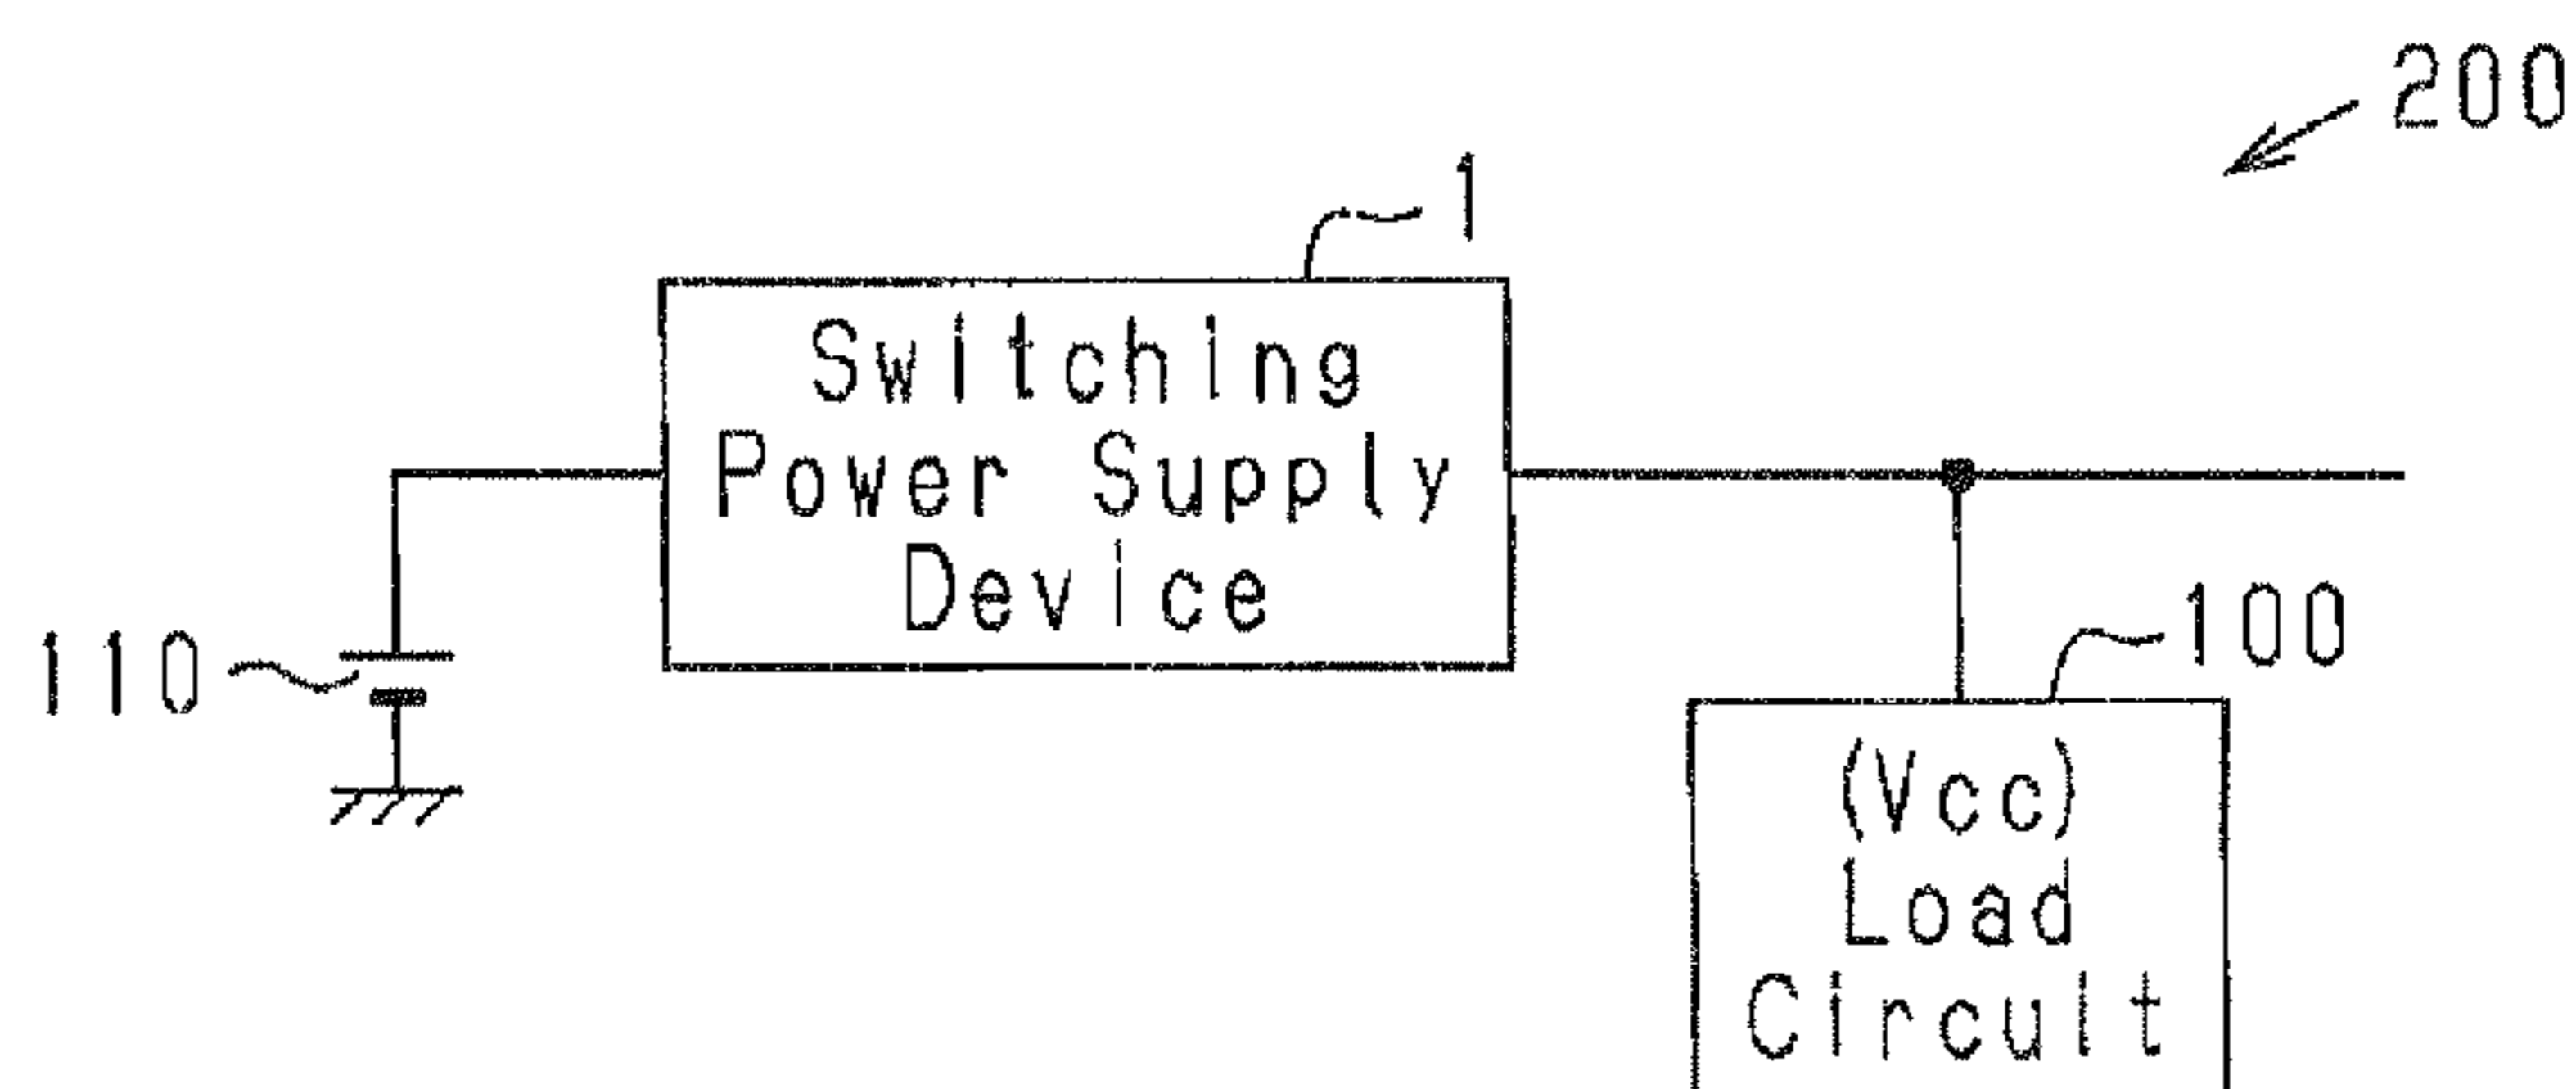 200
1
Switching
Power Supply
Device
110
100
(Vcc)
Load
Circuit